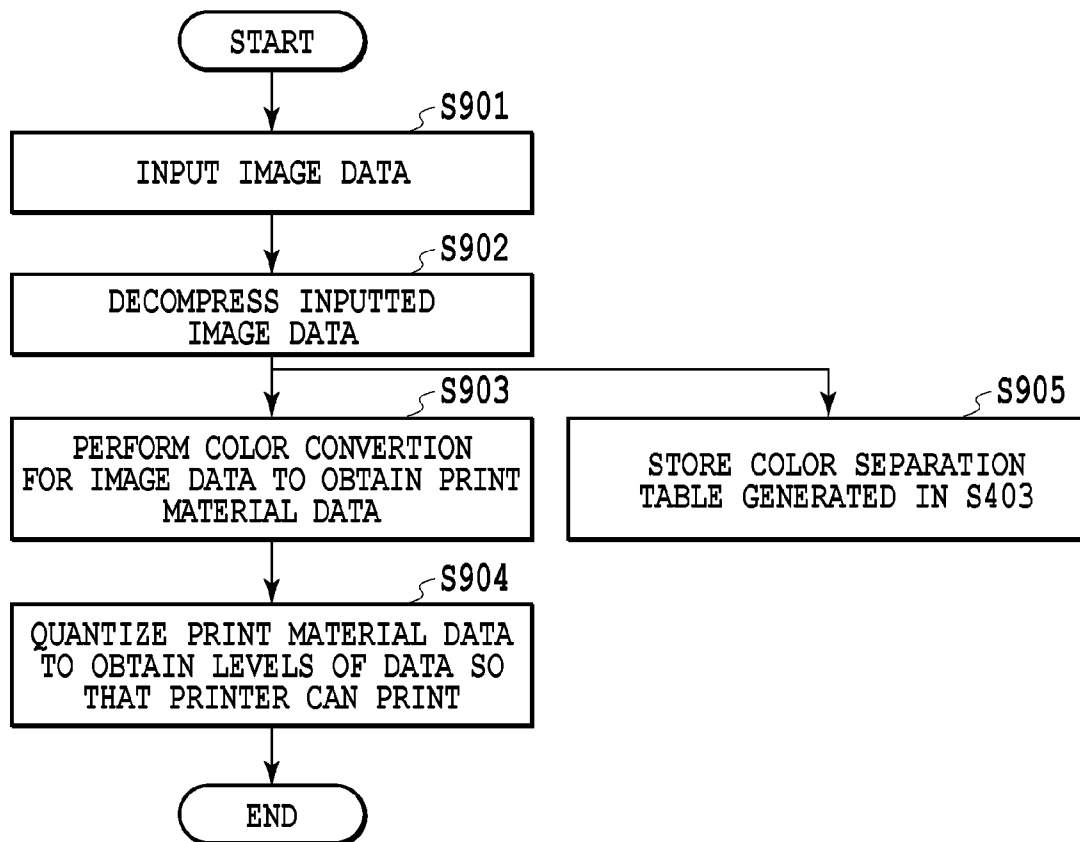 START
S901
INPUT IMAGE DATA
S902
DECOMPRESS INPUTTED
IMAGE DATA
S903
PERFORM COLOR CONVERTION
FOR IMAGE DATA TO OBTAIN PRINT
MATERIAL DATA
S905
STORE COLOR SEPARATION
TABLE GENERATED IN S403
S904
QUANTIZE PRINT MATERIAL DATA
TO OBTAIN LEVELS OF DATA SO
THAT PRINTER CAN PRINT
END